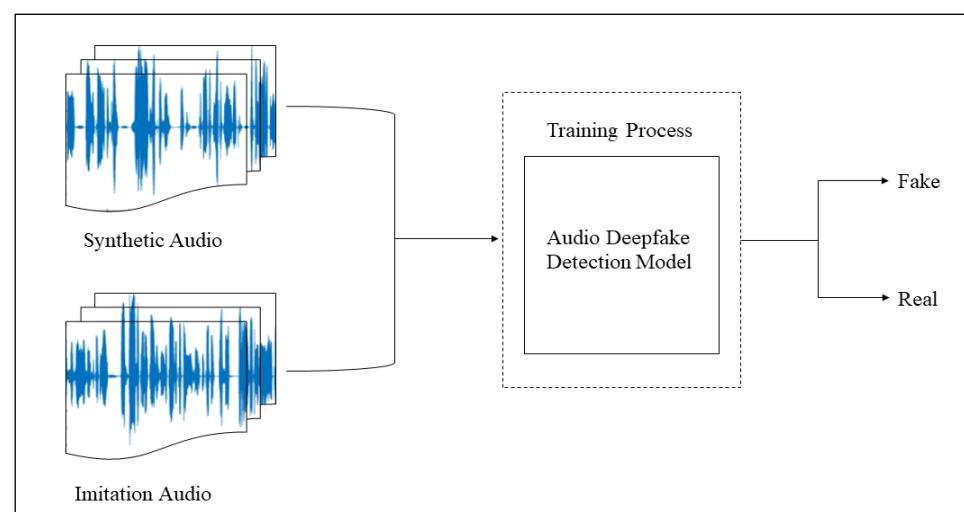 Synthetic Audio
Imitation Audio
Training Process
Audio Deepfake
Detection Model
Fake
Real